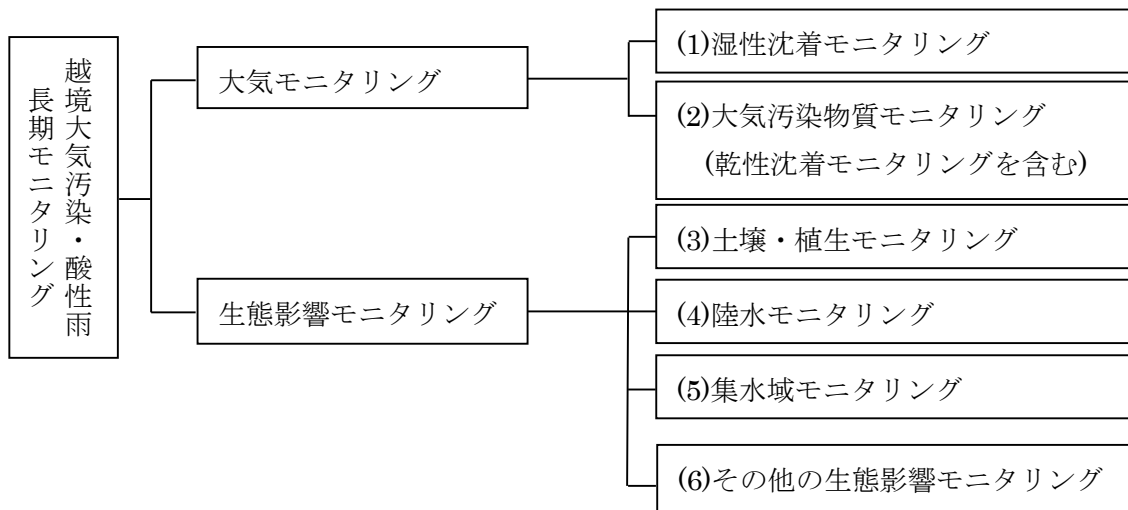 越境大気汚染・酸性雨
長期モニタリング
大気モニタリング
(1)湿性沈着モニタリング
(2)大気汚染物質モニタリング
(乾性沈着モニタリングを含む)
生態影響モニタリング
(3)土壌・植生モニタリング
(4)陸水モニタリング
(5)集水域モニタリング
(6)その他の生態影響モニタリング